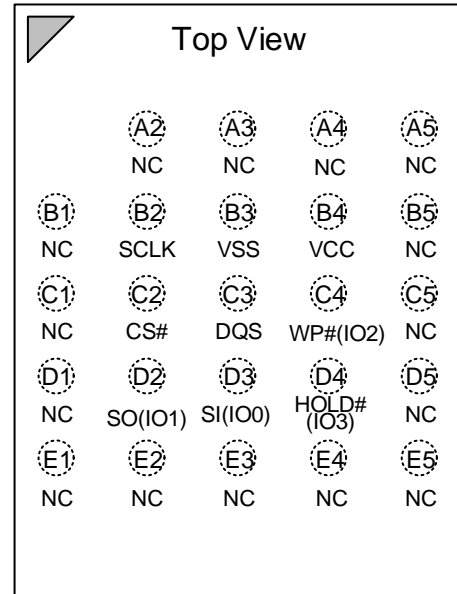 Top View
A2 A3 A4 A5
NC NC NC NC
B1 B2 B3 B4 B5
NC SCLK VSS VCC NC
C1 C2 C3 C4 C5
NC CS# DQS WP#(IO2) NC
D1 D2 D3 D4 D5
NC SO(IO1) SI(IO0) HOLD# NC
(IO3)
E1 E2 E3 E4 E5
NC NC NC NC NC